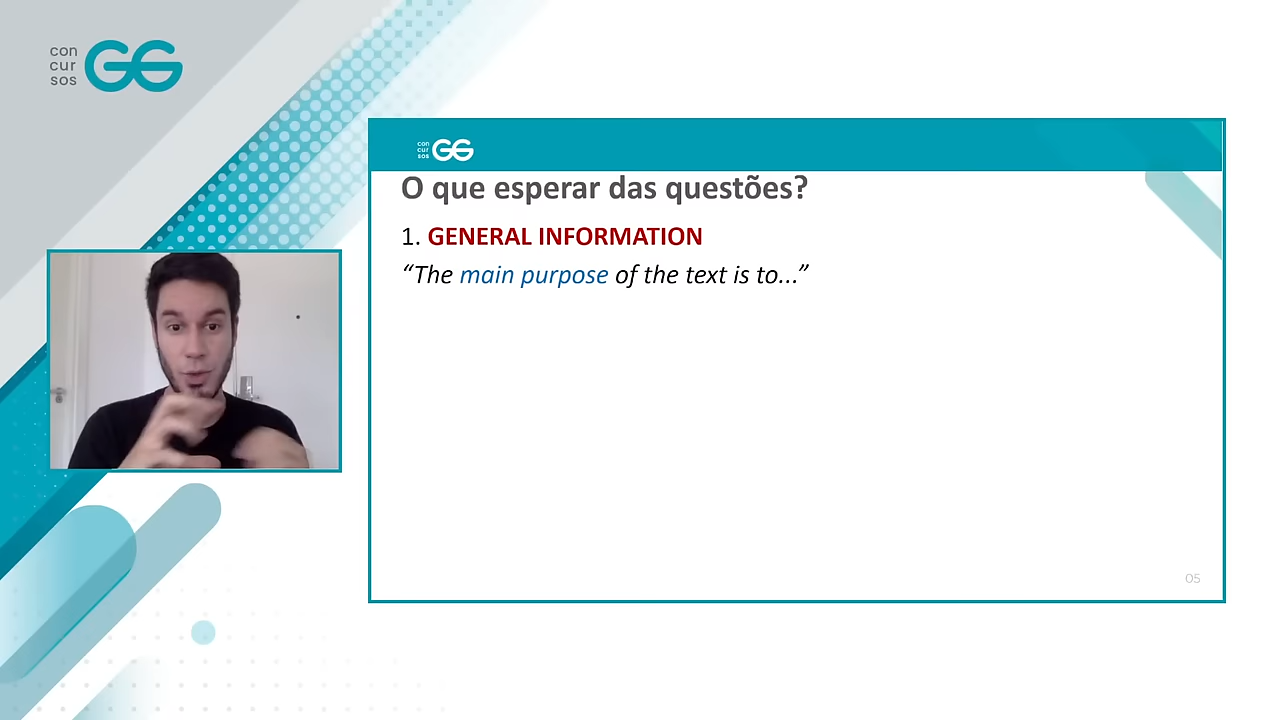 con
cur
sos
GG
con
cur
sos
GG
O que esperar das questões?
1. GENERAL INFORMATION
“The main purpose of the text is to...”
05